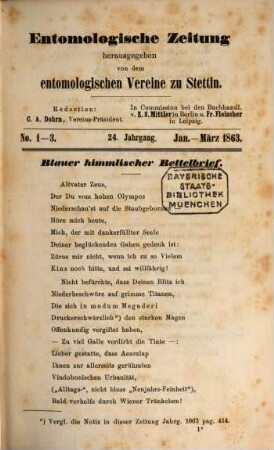 Entomologische Zeitung
herausgegeben
von dem
entomologischen Vereine zu Stettin.
Redaction:
C. A. Dohrn, Vereins-Präsident.
In Commission bei den Buchhandl.
v. E. S. Mittler in Berlin u. Fr. Fleischer
in Leipzig.
No. 1–3. 24. Jahrgang. Jan.–März 1863.
Blauer himmlischer Bettelbrief.
BAYERISCHE
STAATS-
BIBLIOTHEK
MUENCHEN
Altvater Zeus,
Der Du vom hohen Olympos
Niederschau'st auf die Staubgeborne
Höre mich heute,
Mich, der mit dankerfüllter Seele
Deiner beglückenden Gaben gedenk ist:
Zürne mir nicht, wenn ich zu so Vielem
Eins noch bitte, und sei willfährig!
Nicht befürchte, dass Deinen Blitz ich
Niederbeschwöre auf grimme Titanen,
Die sich in medum Megaderi
Druckerschwärzlich*) den starken Magen
Offenkundig vergiftet haben,
— Zu viel Galle verdirbt die Tinte —:
Lieber gestatte, dass Aesculap
Ihnen zur allerseits gerühmten
Vindobonischen Urbanität,
(„Alltags-", nicht bloss "Neujahrs-Feinheit"),
Bald verhelfe durch Wiener Tränkchen!
*) Vergl. die Notiz in dieser Zeitung Jahrg. 1862 pag. 414.
1*